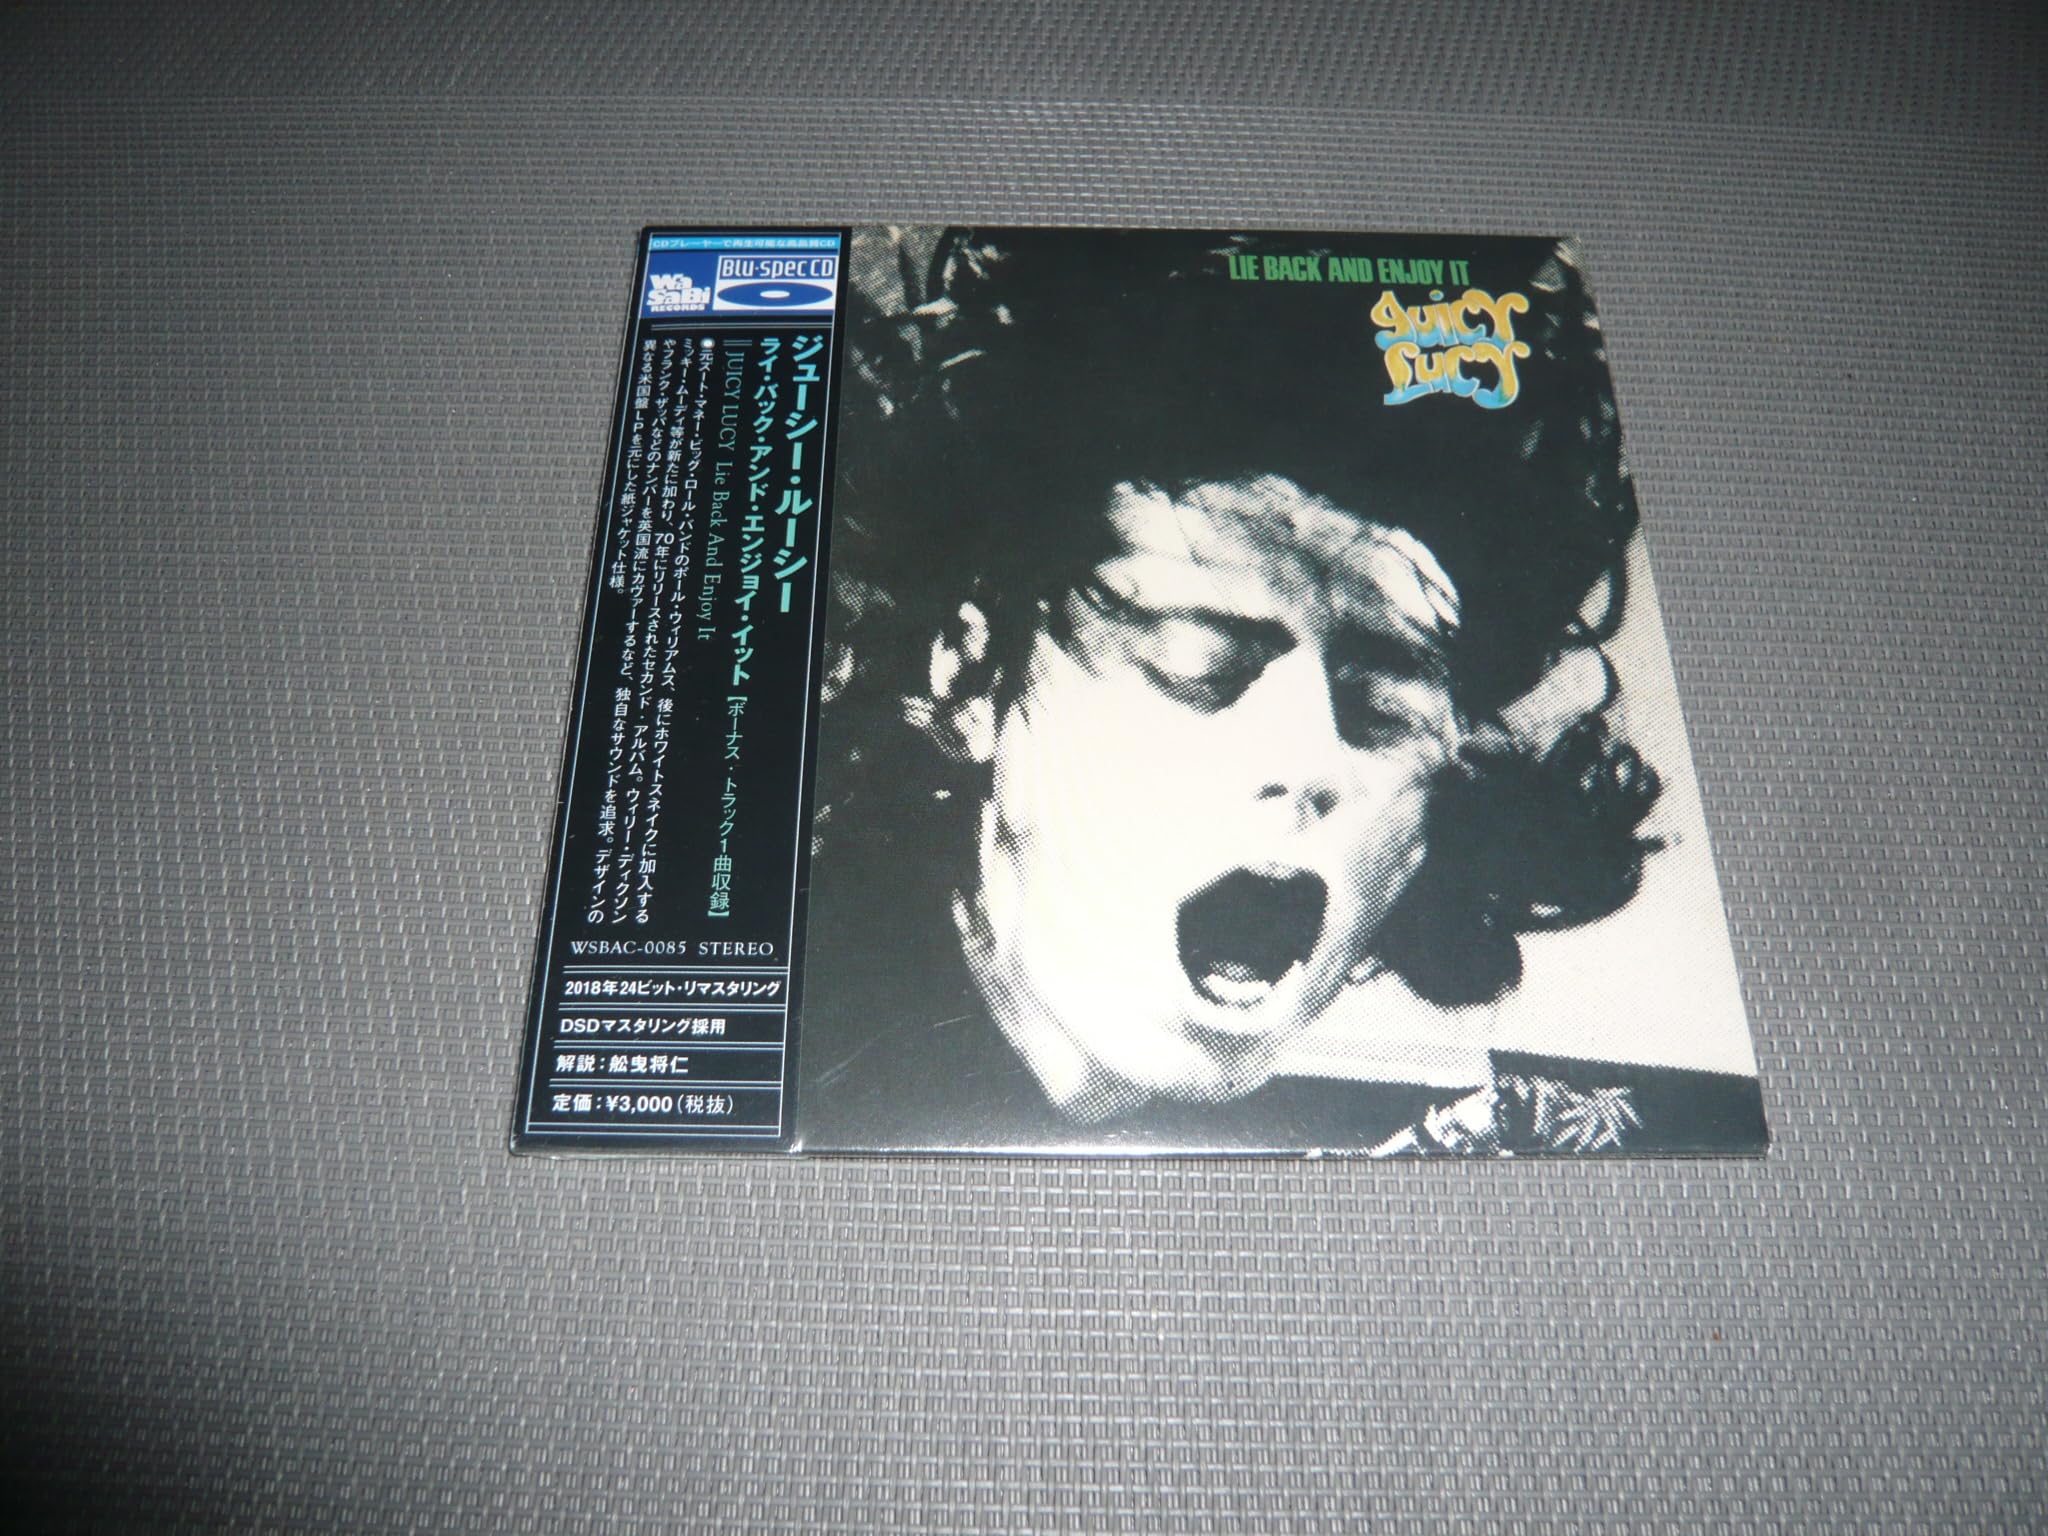 CDプレーヤーで再生可能な高品質CD
WaSaBi
RECORDS
Blu-spec CD
ジューシー・ルーシー
ライ・バック・アンド・エンジョイ・イット【ボーナス・トラック1曲収録】
JUICY LUCY Lie Back And Enjoy It
●元ズート・マネー・ビッグ・ロール・バンドのポール・ウィリアムス、後にホワイトスネイクに加入する
ミッキー・ムーディ等が新たに加わり、70年にリリースされたセカンド・アルバム。ウィリー・ディクソン
やフランク・ザッパなどのナンバーを英国流にカヴァーするなど、独自なサウンドを追求。デザインの
異なる米国盤LPを元にした紙ジャケット仕様。
WSBAC-0085 STEREO
2018年24ビット・リマスタリング
DSDマスタリング採用
解説：舩曳将仁
定価：¥3,000（税抜）
LIE BACK AND ENJOY IT
Juicy
Lucy